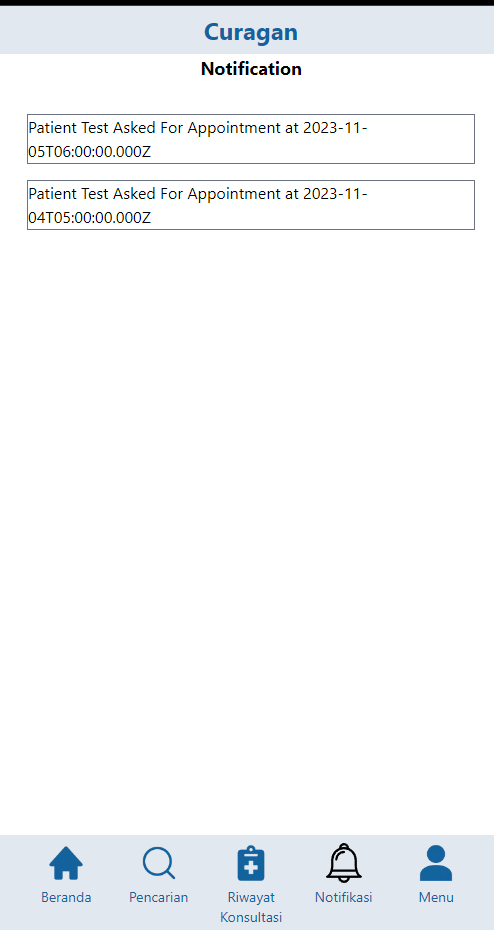 Curagan
Notification
Patient Test Asked For Appointment at 2023-11-
05T06:00:00.000Z
Patient Test Asked For Appointment at 2023-11-
04T05:00:00.000Z
Beranda
Pencarian
Riwayat
Konsultasi
Notifikasi
Menu